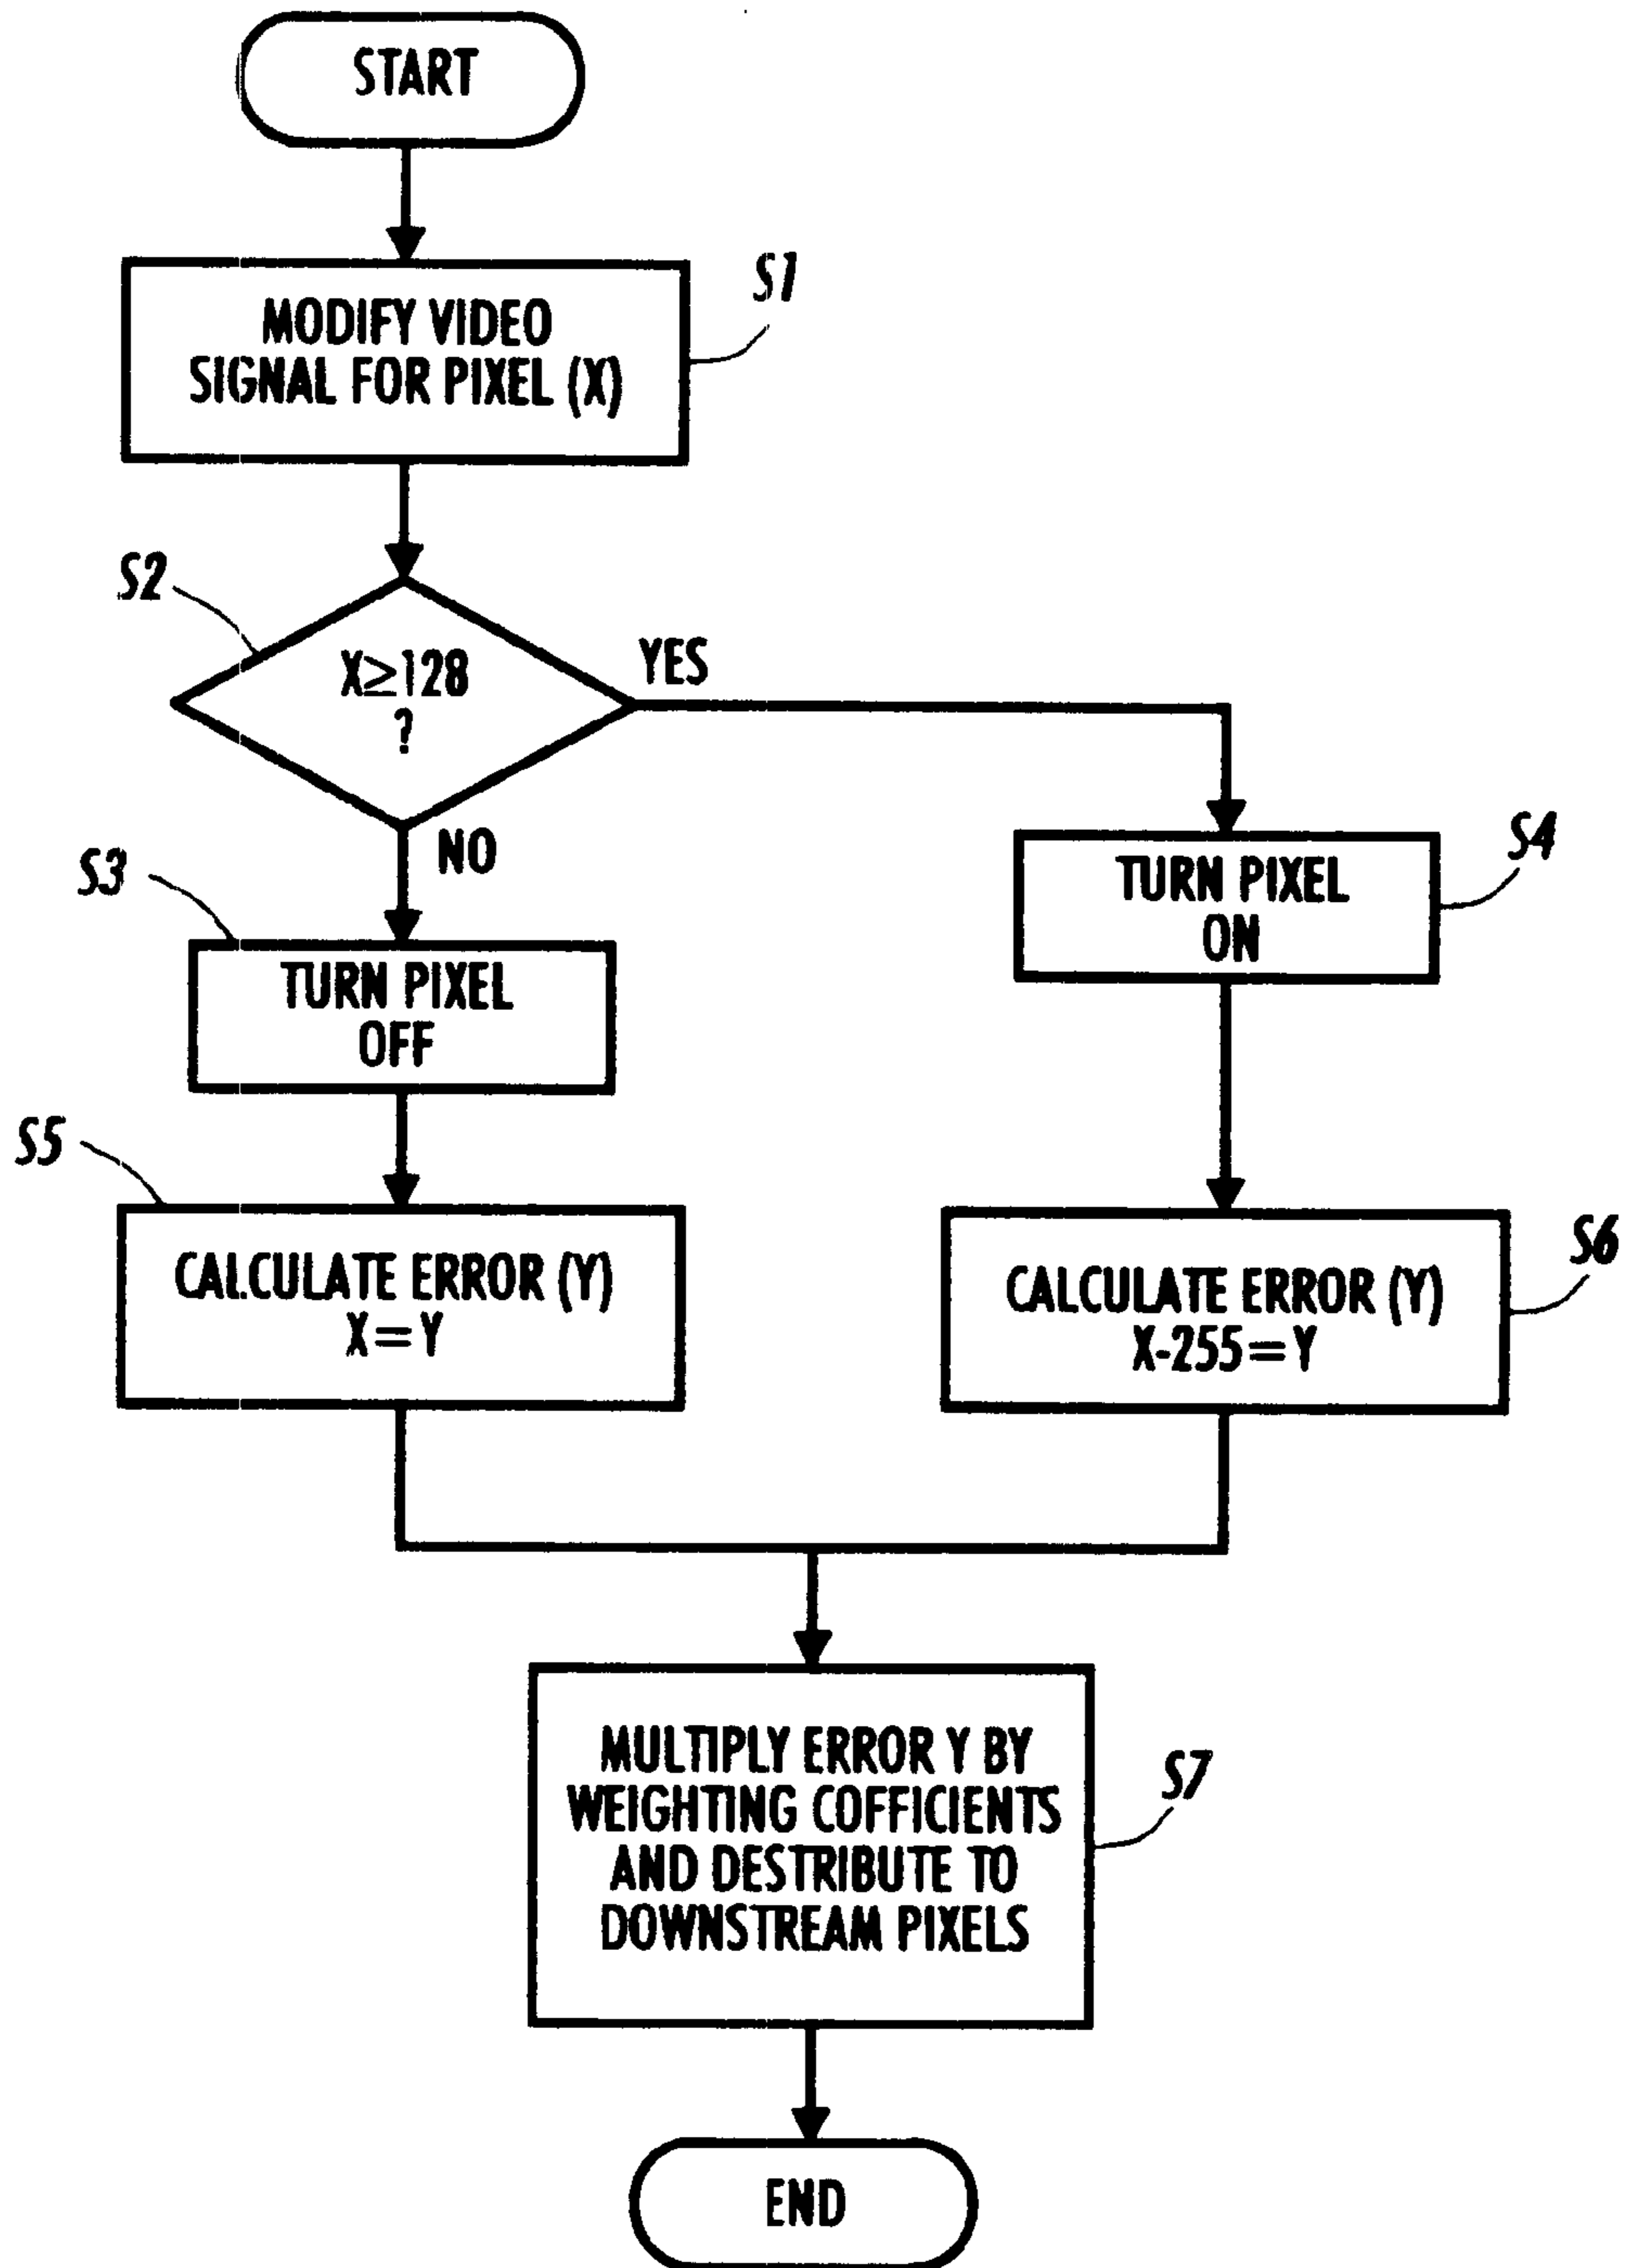 START
MODIFY VIDEO
SIGNAL FOR PIXEL (X)
S1
S2
X≥128
?
YES
NO
S3
TURN PIXEL
OFF
S4
TURN PIXEL
ON
S5
CALCULATE ERROR (Y)
X=Y
S6
CALCULATE ERROR (Y)
X-255=Y
MULTIPLY ERROR Y BY
WEIGHTING COFFICIENTS
AND DESTRIBUTE TO
DOWNSTREAM PIXELS
S7
END